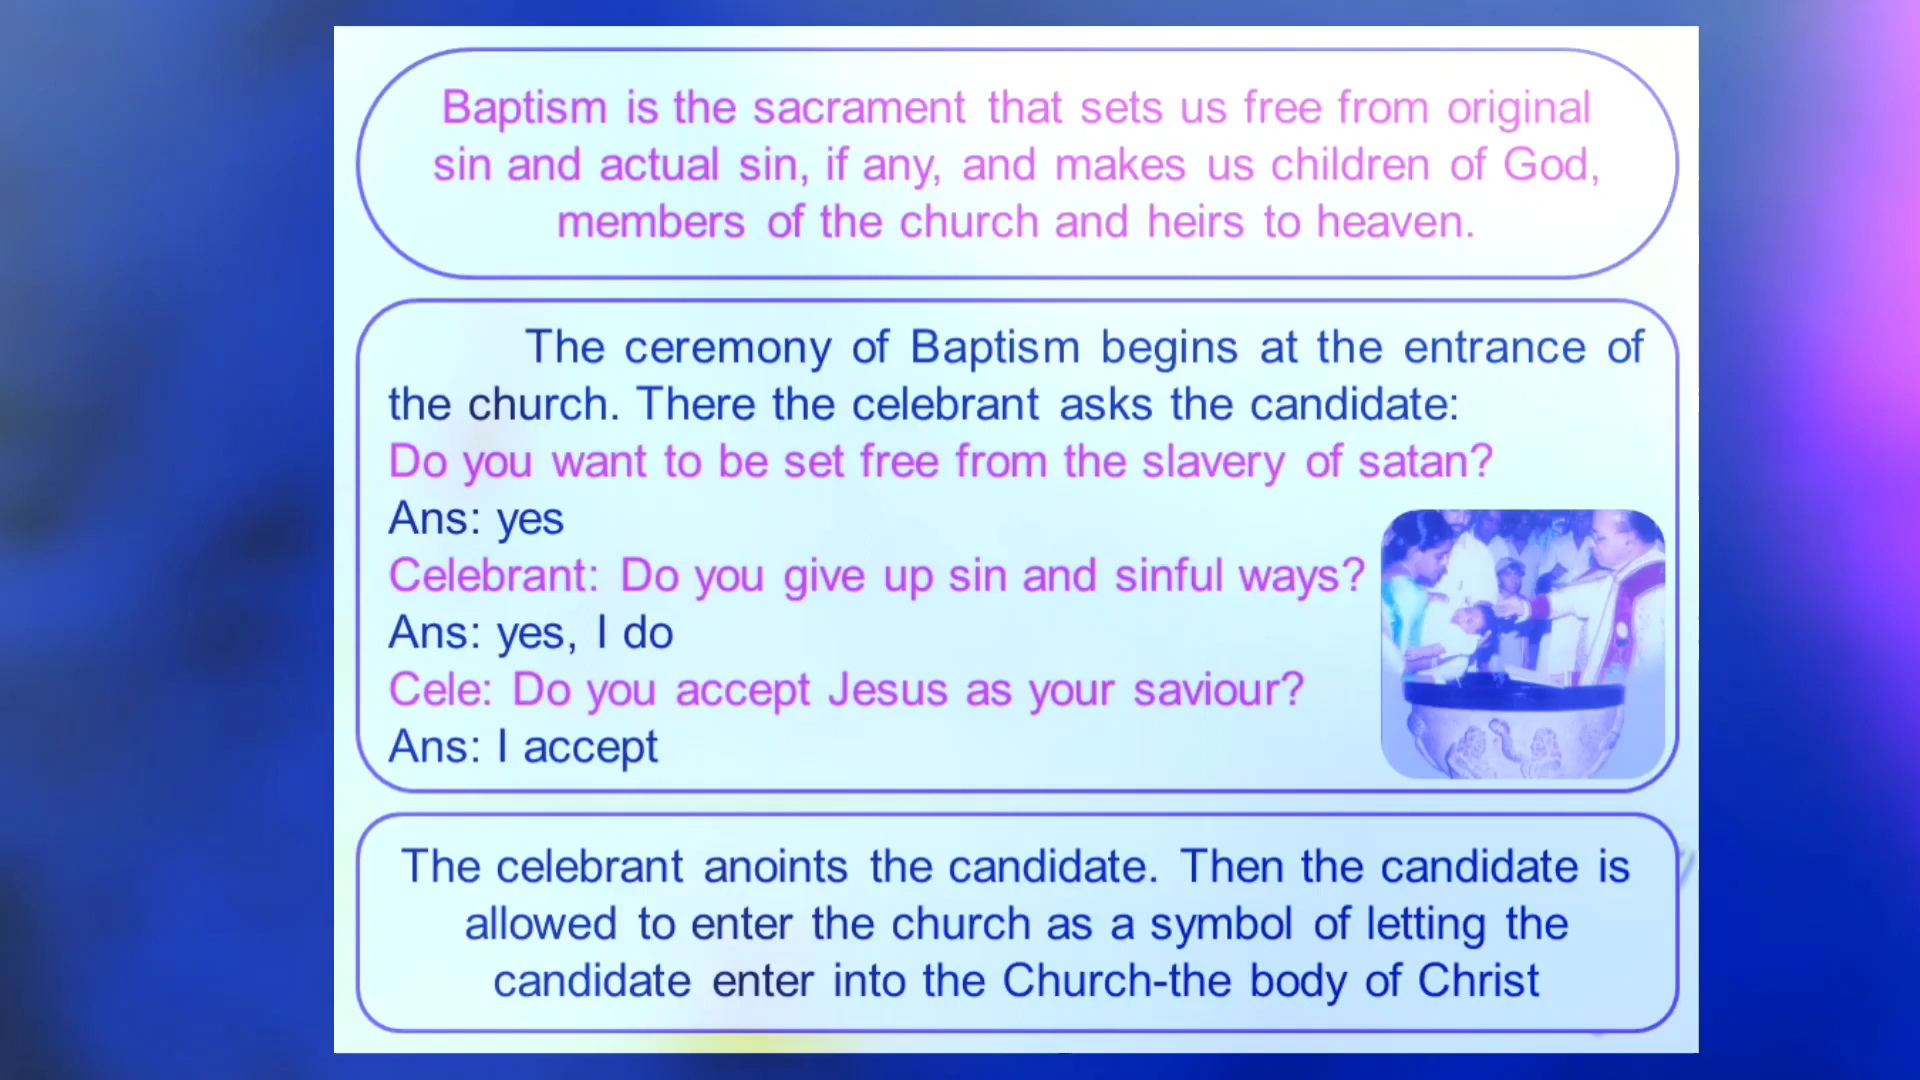 Baptism is the sacrament that sets us free from original
sin and actual sin, if any, and makes us children of God,
members of the church and heirs to heaven.
The ceremony of Baptism begins at the entrance of
the church. There the celebrant asks the candidate:
Do you want to be set free from the slavery of satan?
Ans: yes
Celebrant: Do you give up sin and sinful ways?
Ans: yes, I do
Cele: Do you accept Jesus as your saviour?
Ans: I accept
The celebrant anoints the candidate. Then the candidate is
allowed to enter the church as a symbol of letting the
candidate enter into the Church-the body of Christ